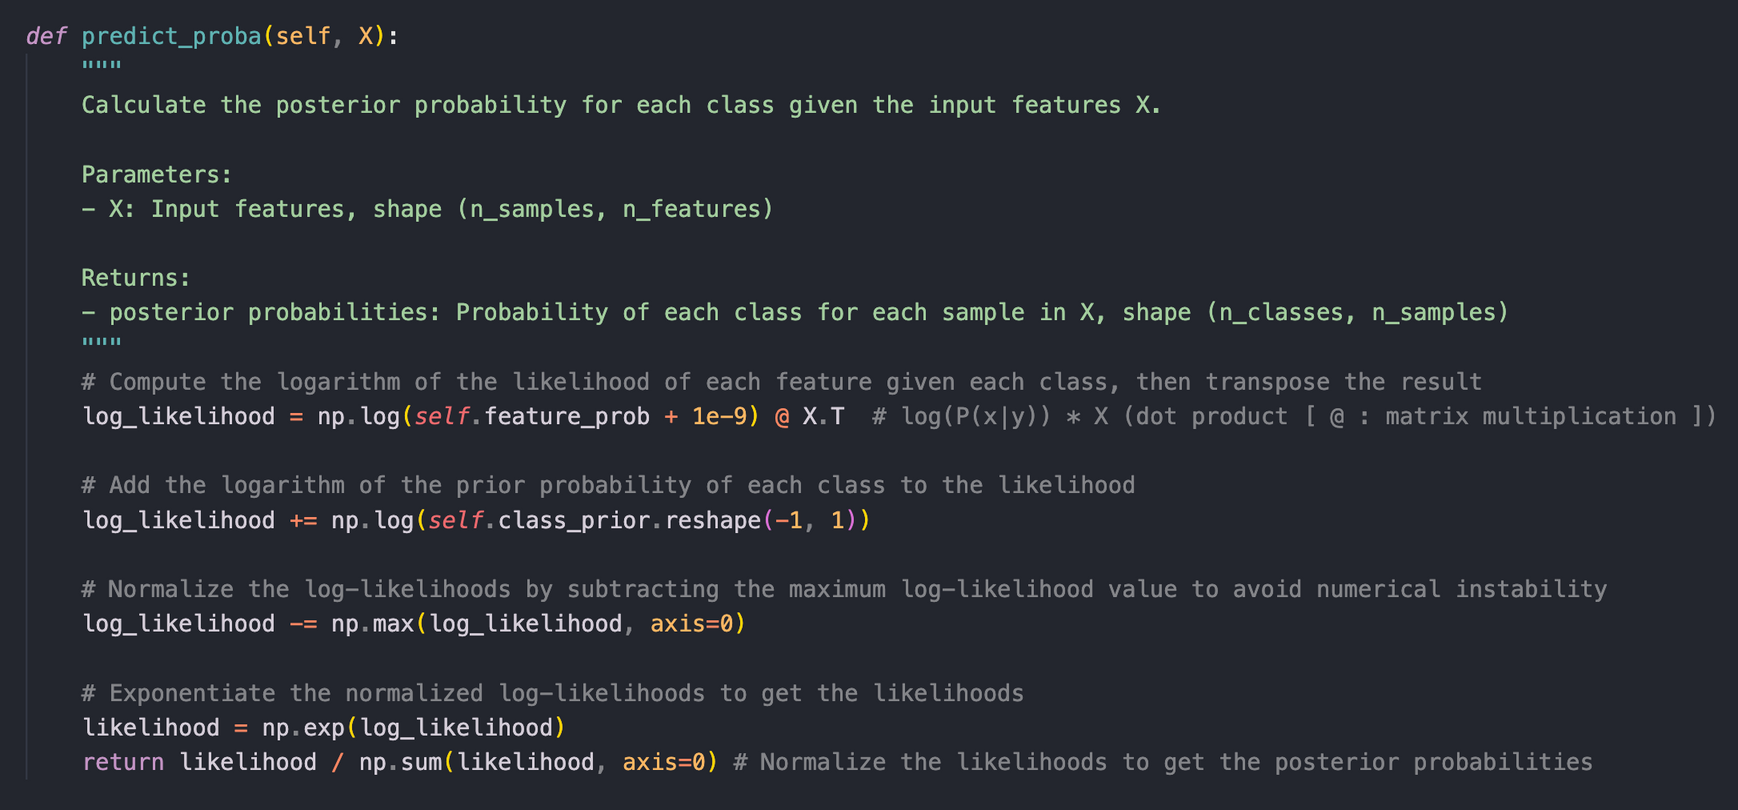 def predict_proba(self, X):
"""
Calculate the posterior probability for each class given the input features X.
Parameters:
- X: Input features, shape (n_samples, n_features)
Returns:
- posterior probabilities: Probability of each class for each sample in X, shape (n_classes, n_samples)
"""
# Compute the logarithm of the likelihood of each feature given each class, then transpose the result
log_likelihood = np.log(self.feature_prob + 1e-9) @ X.T  # log(P(x|y)) * X (dot product [ @ : matrix multiplication ])
# Add the logarithm of the prior probability of each class to the likelihood
log_likelihood += np.log(self.class_prior.reshape(-1, 1))
# Normalize the log-likelihoods by subtracting the maximum log-likelihood value to avoid numerical instability
log_likelihood -= np.max(log_likelihood, axis=0)
# Exponentiate the normalized log-likelihoods to get the likelihoods
likelihood = np.exp(log_likelihood)
return likelihood / np.sum(likelihood, axis=0) # Normalize the likelihoods to get the posterior probabilities